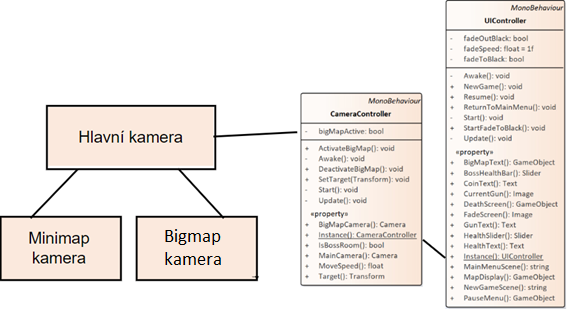 Hlavní kamera
Minimap
kamera
Bigmap
kamera
MonoBehaviour
CameraController
- bigMapActive: bool
+ ActivateBigMap(): void
- Awake(): void
+ DeactivateBigMap(): void
+ SetTarget(Transform): void
- Start(): void
- Update(): void
«property»
+ BigMapCamera(): Camera
+ Instance(): CameraController
+ IsBossRoom(): bool
+ MainCamera(): Camera
+ MoveSpeed(): float
+ Target(): Transform
MonoBehaviour
UIController
- fadeOutBlack: bool
- fadeSpeed: float = 1f
- fadeToBlack: bool
- Awake(): void
+ NewGame(): void
+ Resume(): void
+ ReturnToMainMenu(): void
- Start(): void
+ StartFadeToBlack(): void
- Update(): void
«property»
+ BigMapText(): GameObject
+ BossHealthBar(): Slider
+ CoinText(): Text
+ CurrentGun(): Image
+ DeathScreen(): GameObject
+ FadeScreen(): Image
+ GunText(): Text
+ HealthSlider(): Slider
+ HealthText(): Text
+ Instance(): UIController
+ MainMenuScene(): string
+ MapDisplay(): GameObject
+ NewGameScene(): string
+ PauseMenu(): GameObject